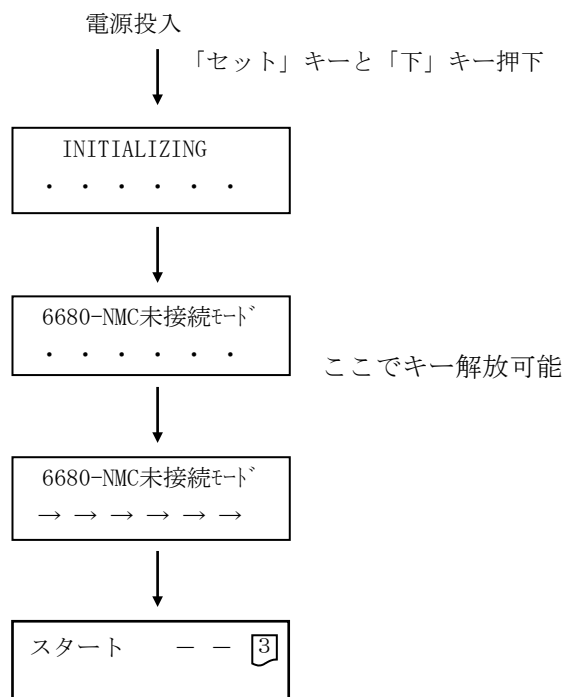 電源投入
「セット」キーと「下」キー押下
INITIALIZING
・ ・ ・ ・ ・ ・
6680-NMC未接続ﾓｰﾄﾞ
・ ・ ・ ・ ・ ・
ここでキー解放可能
6680-NMC未接続ﾓｰﾄﾞ
→ → → → → →
スタート － － 3